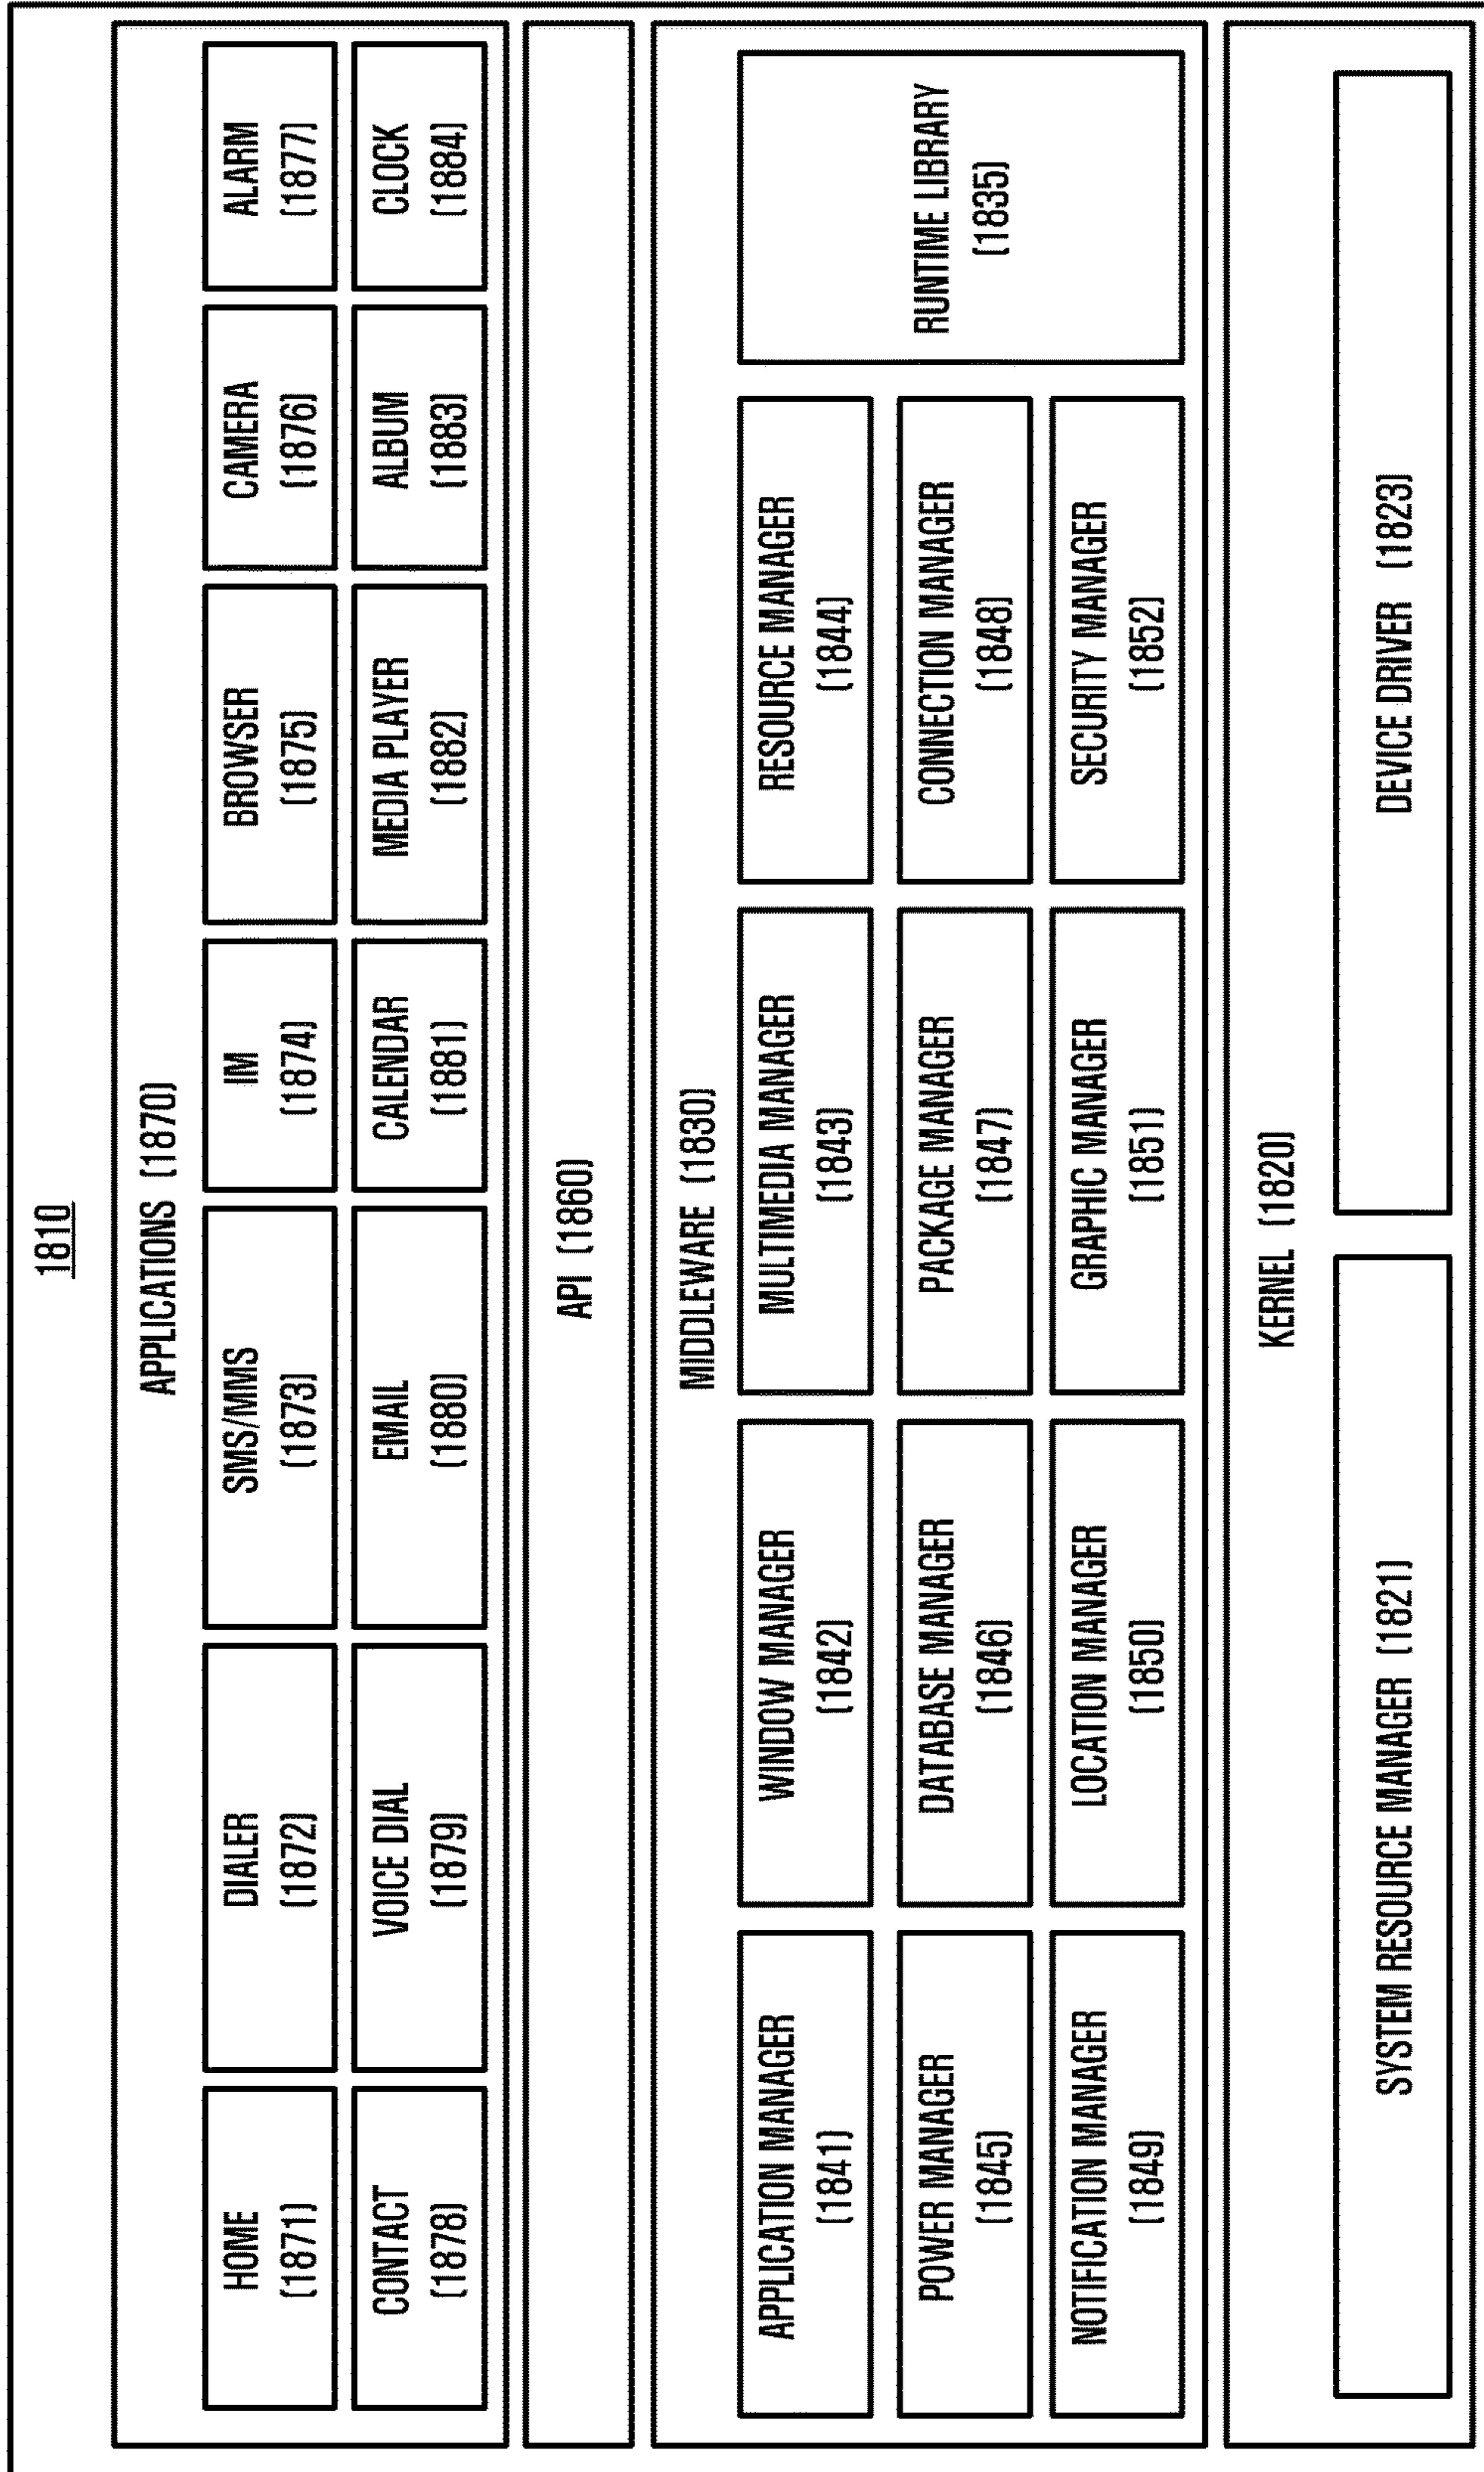 1810
APPLICATIONS (1870)
HOME
(1871)
DIALER
(1872)
SMS/MMS
(1873)
IM
(1874)
BROWSER
(1875)
CAMERA
(1876)
ALARM
(1877)
CONTACT
(1878)
VOICE DIAL
(1879)
EMAIL
(1880)
CALENDAR
(1881)
MEDIA PLAYER
(1882)
ALBUM
(1883)
CLOCK
(1884)
API (1860)
MIDDLEWARE (1830)
APPLICATION MANAGER
(1841)
WINDOW MANAGER
(1842)
MULTIMEDIA MANAGER
(1843)
RESOURCE MANAGER
(1844)
POWER MANAGER
(1845)
DATABASE MANAGER
(1846)
PACKAGE MANAGER
(1847)
CONNECTION MANAGER
(1848)
NOTIFICATION MANAGER
(1849)
LOCATION MANAGER
(1850)
GRAPHIC MANAGER
(1851)
SECURITY MANAGER
(1852)
RUNTIME LIBRARY
(1835)
KERNEL (1820)
SYSTEM RESOURCE MANAGER (1821)
DEVICE DRIVER (1823)